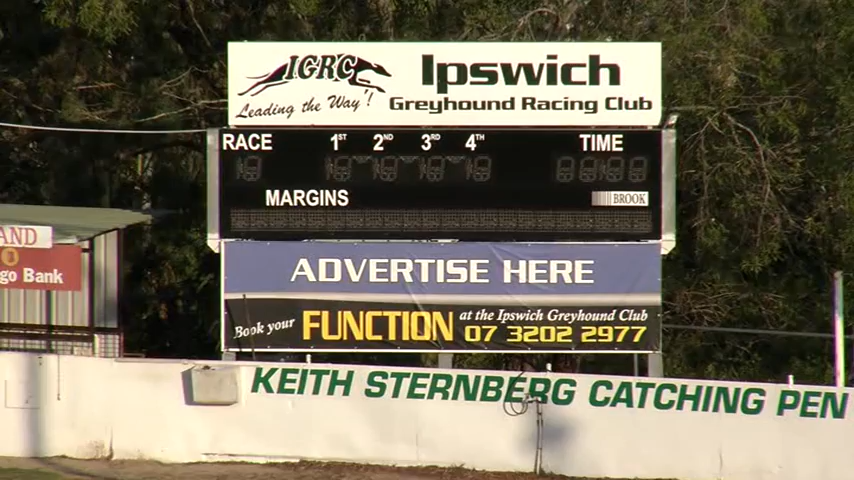 IGRC
Leading the Way!
Ipswich
Greyhound Racing Club
RACE 1ST 2ND 3RD 4TH TIME
MARGINS BROOK
ADVERTISE HERE
Book your FUNCTION at the Ipswich Greyhound Club
07 3202 2977
AND
go Bank
KEITH STERNBERG CATCHING PEN